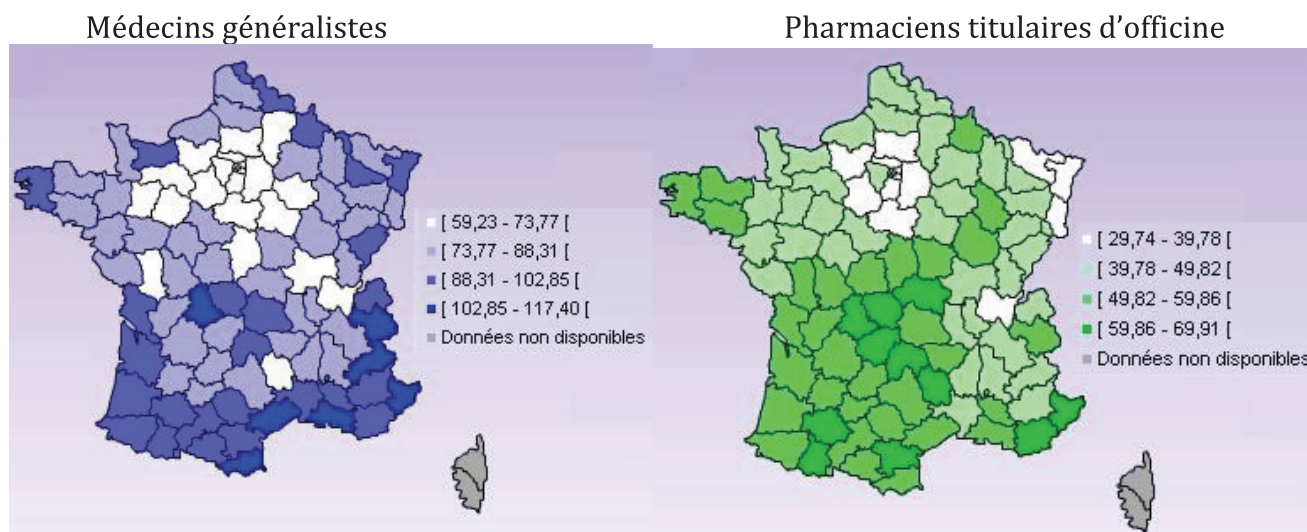 Médecins généralistes
[ 59,23 - 73,77 [
[ 73,77 - 88,31 [
[ 88,31 - 102,85 [
[ 102,85 - 117,40 [
Données non disponibles
Pharmaciens titulaires d’officine
[ 29,74 - 39,78 [
[ 39,78 - 49,82 [
[ 49,82 - 59,86 [
[ 59,86 - 69,91 [
Données non disponibles